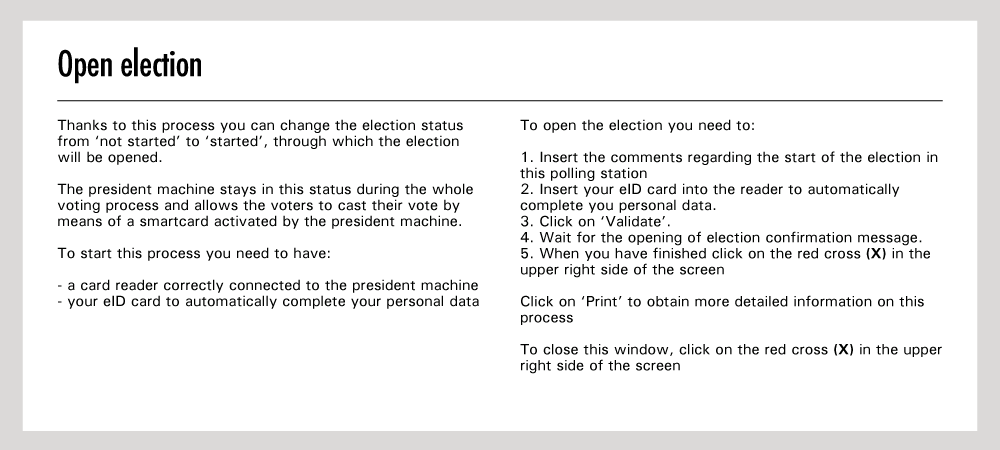 Open election
Thanks to this process you can change the election status
from ‘not started’ to ‘started’, through which the election
will be opened.
The president machine stays in this status during the whole
voting process and allows the voters to cast their vote by
means of a smartcard activated by the president machine.
To start this process you need to have:
- a card reader correctly connected to the president machine
- your eID card to automatically complete your personal data
To open the election you need to:
1. Insert the comments regarding the start of the election in
this polling station
2. Insert your eID card into the reader to automatically
complete you personal data.
3. Click on ‘Validate’.
4. Wait for the opening of election confirmation message.
5. When you have finished click on the red cross (X) in the
upper right side of the screen
Click on ‘Print’ to obtain more detailed information on this
process
To close this window, click on the red cross (X) in the upper
right side of the screen